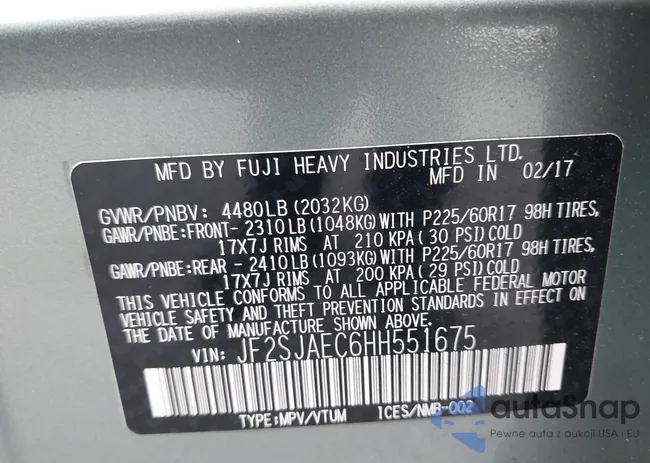 MFD BY FUJI HEAVY INDUSTRIES LTD.
MFD IN 02/17
GVWR/PNBV: 4480LB (2032KG)
GAWR/PNBE:FRONT- 2310LB (1048KG) WITH P225/60R17 98H TIRES,
17X7J RIMS AT 210 KPA (30 PSI) COLD
GAWR/PNBE:REAR - 2410LB (1093KG) WITH P225/60R17 98H TIRES,
17X7J RIMS AT 200 KPA (29 PSI) COLD
THIS VEHICLE CONFORMS TO ALL APPLICABLE FEDERAL MOTOR
VEHICLE SAFETY AND THEFT PREVENTION STANDARDS IN EFFECT ON
THE DATE OF MANUFACTURE SHOWN ABOVE.
VIN: JF2SJAEC6HH551675
TYPE:MPV/VTUM ICES/NMB-002
autoSnap
Pewne auta z aukcji USA i EU